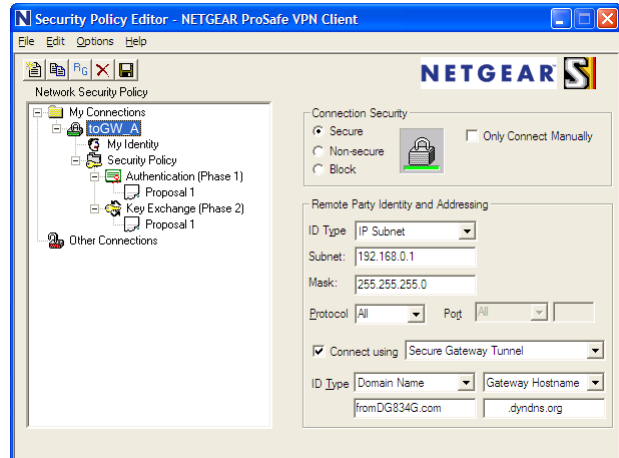 Security Policy Editor - NETGEAR ProSafe VPN Client
File Edit Options Help
RG
NETGEAR
Network Security Policy
My Connections
toGW_A
My Identity
Security Policy
Authentication (Phase 1)
Proposal 1
Key Exchange (Phase 2)
Proposal 1
Other Connections
Connection Security
Secure
Non-secure
Block
Only Connect Manually
Remote Party Identity and Addressing
ID Type IP Subnet
Subnet: 192.168.0.1
Mask: 255.255.255.0
Protocol All Port All
Connect using Secure Gateway Tunnel
ID Type Domain Name Gateway Hostname
fromDG834G.com .dyndns.org